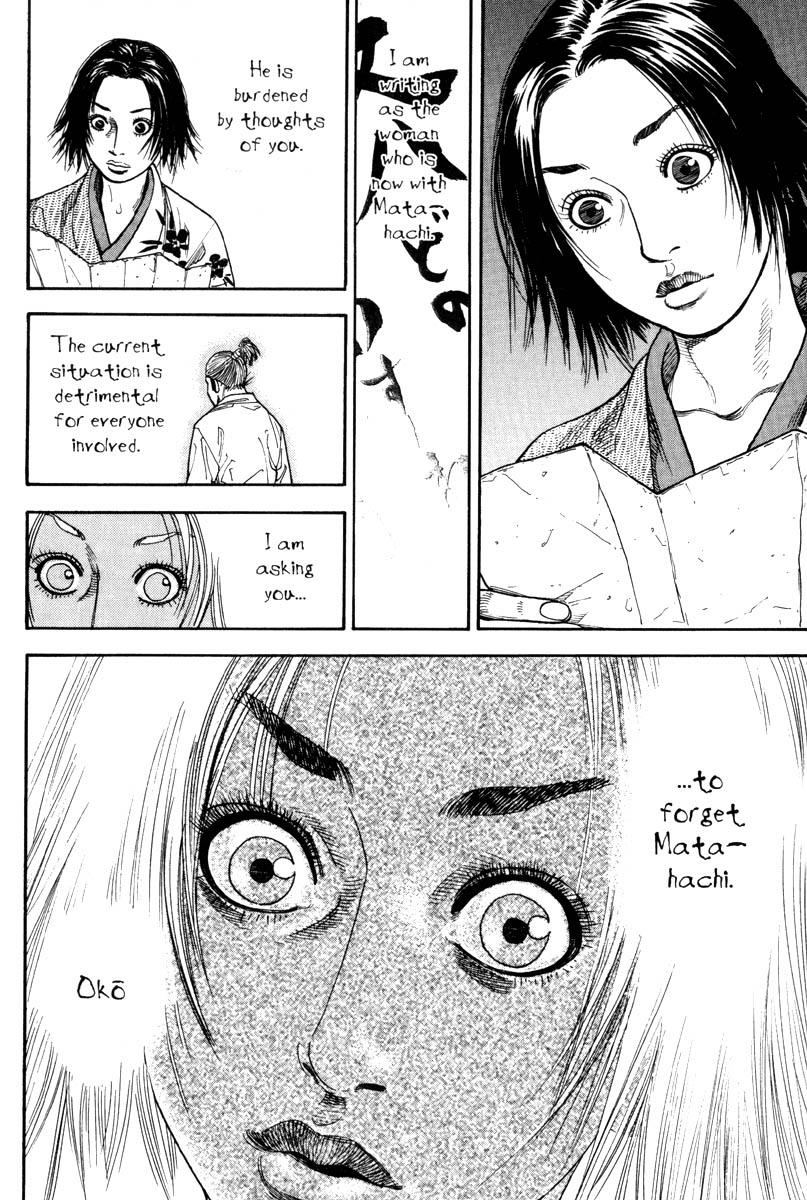 I am
writing
as the
woman
who is
now with
Mata-
hachi.
He is
burdened
by thoughts
of you.
The current
situation is
detrimental
for everyone
involved.
I am
asking
you...
...to
forget
Mata-
hachi.
Okō